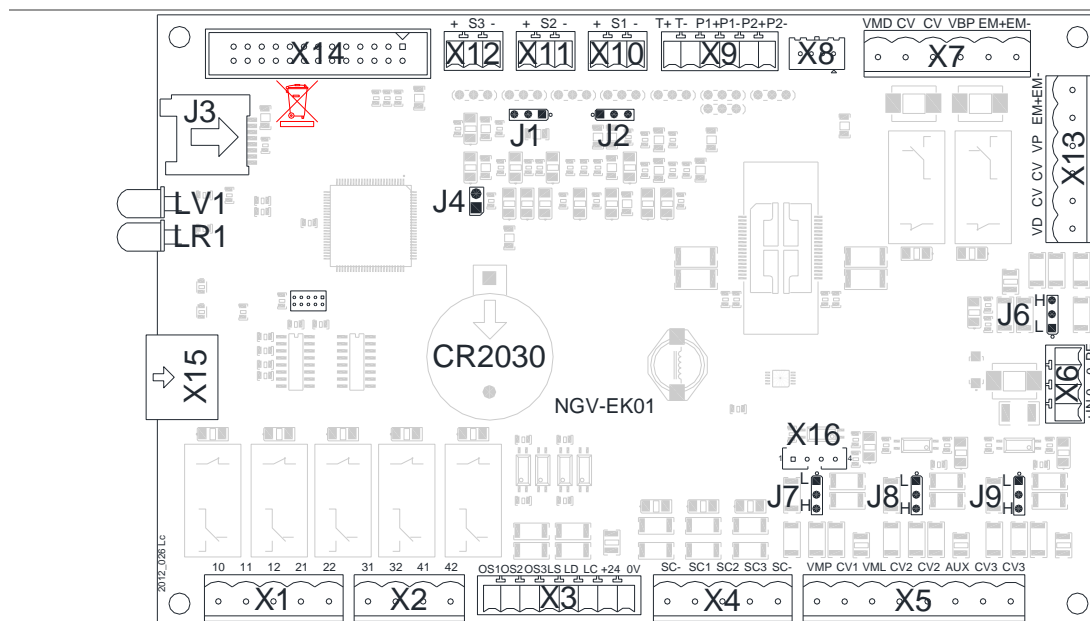 + S3 - + S2 - + S1 - T+ T- P1+P1-P2+P2- VMD CV CV VBP EM+EM-
X14 X12 X11 X10 X9 X8 X7
J3 J1 J2
VD CV CV VP EM+EM-
X13
J4
LV1
LR1
H
J6
L
X15
CR2030
X6
NGV-EK01
X16
1 4
L L L
J7 J8 J9
H H H
2012_026 Lc
10 11 12 21 22 31 32 41 42 OS1OS2OS3LS LD LC +24 0V SC- SC1 SC2 SC3 SC- VMP CV1 VML CV2 CV2 AUX CV3 CV3
X1 X2 X3 X4 X5